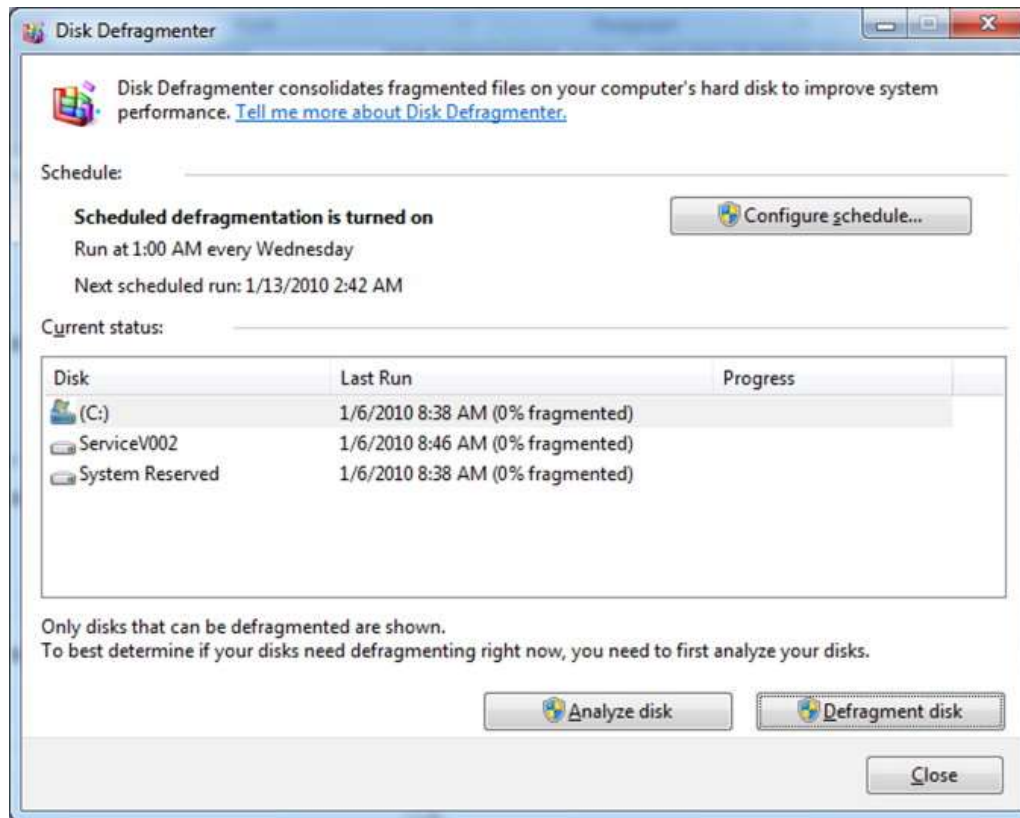 Disk Defragmenter
Disk Defragmenter consolidates fragmented files on your computer's hard disk to improve system
performance. Tell me more about Disk Defragmenter.
Schedule:
Scheduled defragmentation is turned on
Configure schedule...
Run at 1:00 AM every Wednesday
Next scheduled run: 1/13/2010 2:42 AM
Current status:
Disk Last Run Progress
(C:) 1/6/2010 8:38 AM (0% fragmented)
ServiceV002 1/6/2010 8:46 AM (0% fragmented)
System Reserved 1/6/2010 8:38 AM (0% fragmented)
Only disks that can be defragmented are shown.
To best determine if your disks need defragmenting right now, you need to first analyze your disks.
Analyze disk Defragment disk
Close